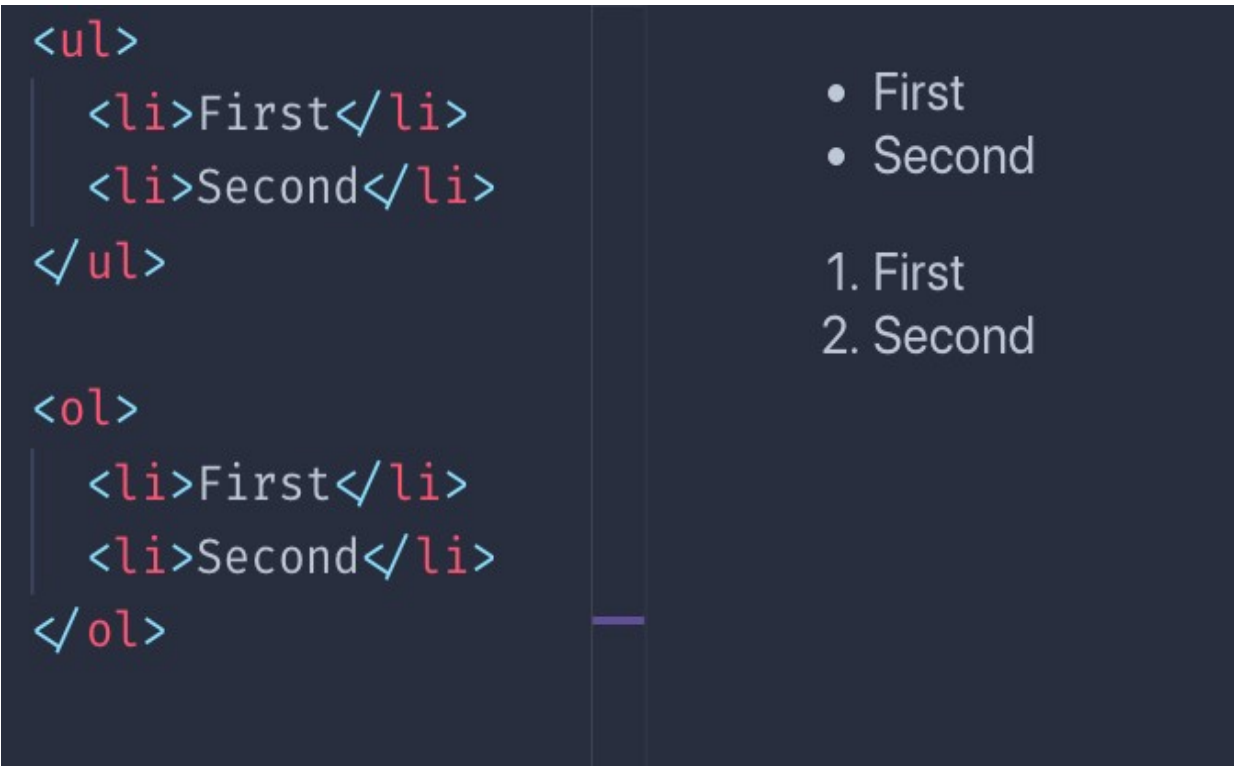 <ul>
<li>First</li>
<li>Second</li>
</ul>
<ol>
<li>First</li>
<li>Second</li>
</ol>
• First
• Second
1. First
2. Second